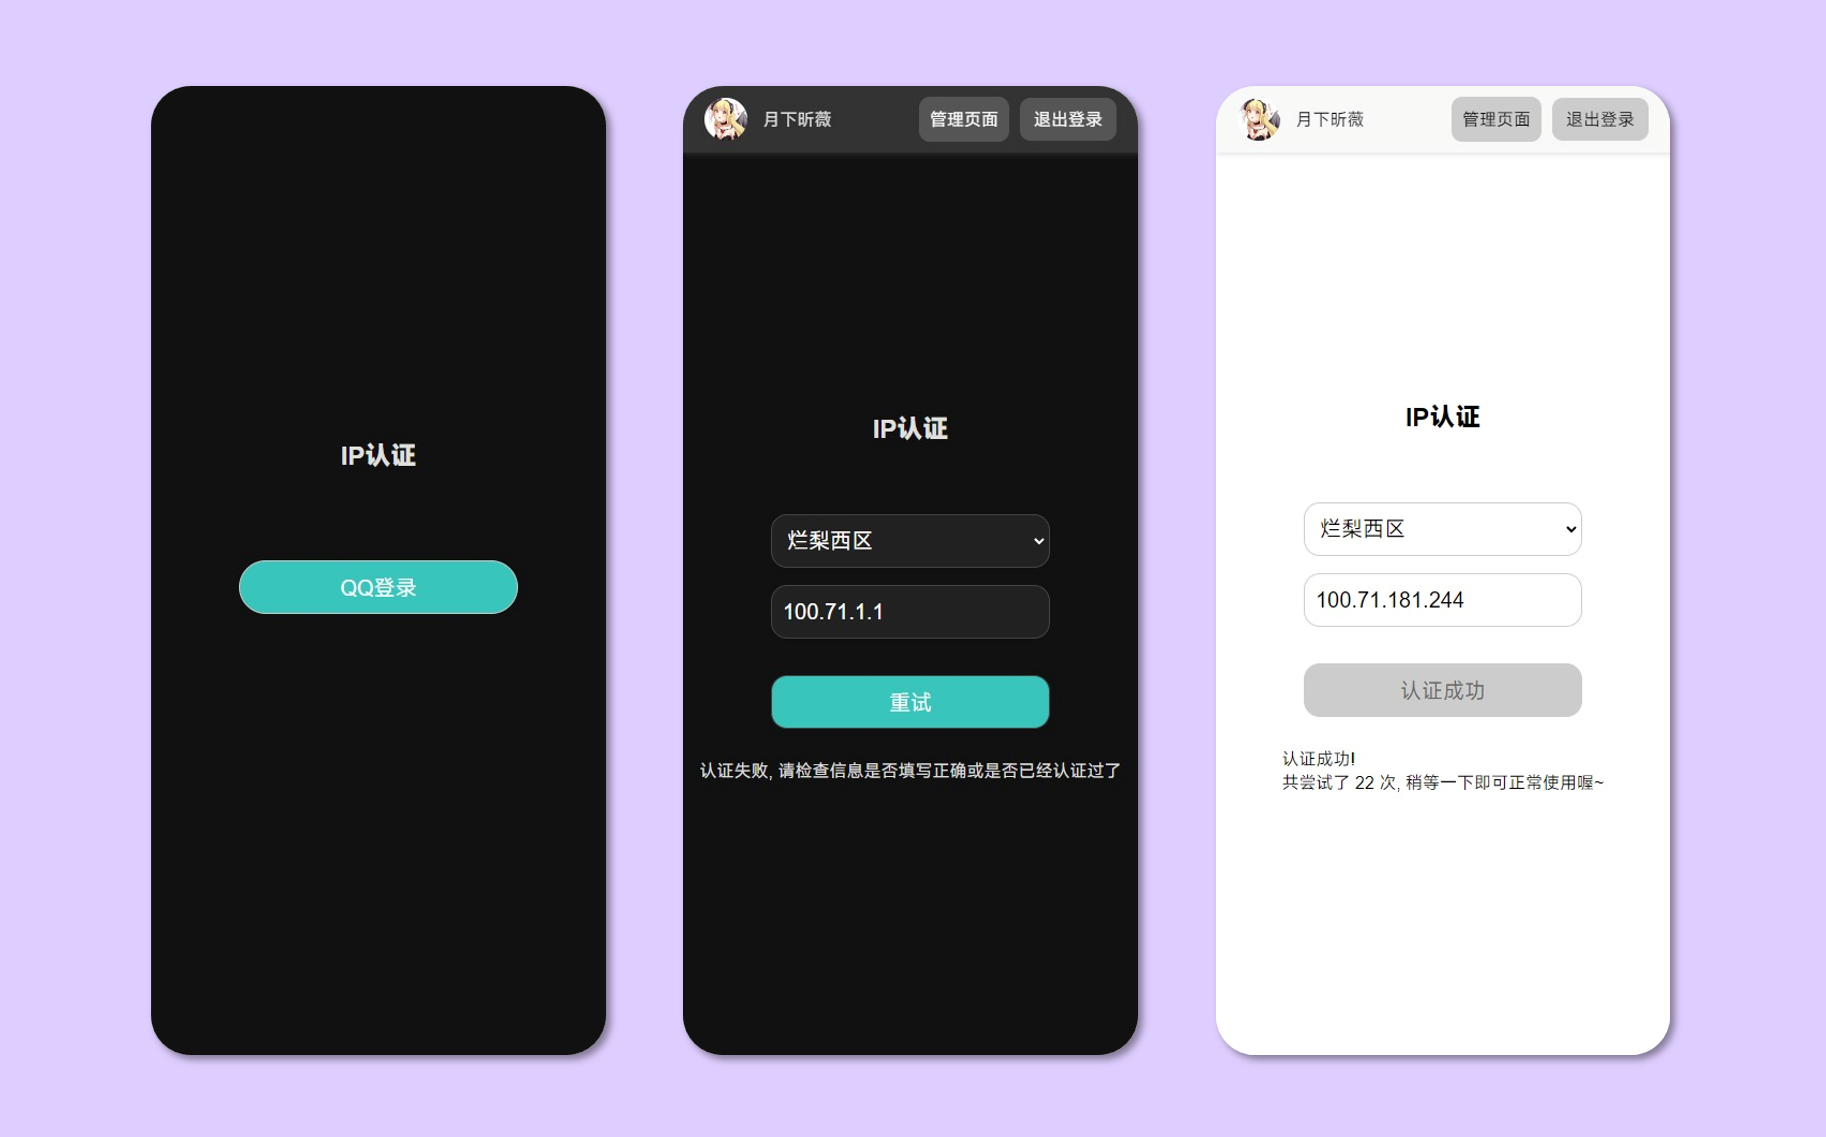 IP认证
QQ登录
月下昕薇
管理页面
退出登录
IP认证
烂梨西区
100.71.1.1
重试
认证失败, 请检查信息是否填写正确或是否已经认证过了
月下昕薇
管理页面
退出登录
IP认证
烂梨西区
100.71.181.244
认证成功
认证成功!
共尝试了 22 次, 稍等一下即可正常使用喔~